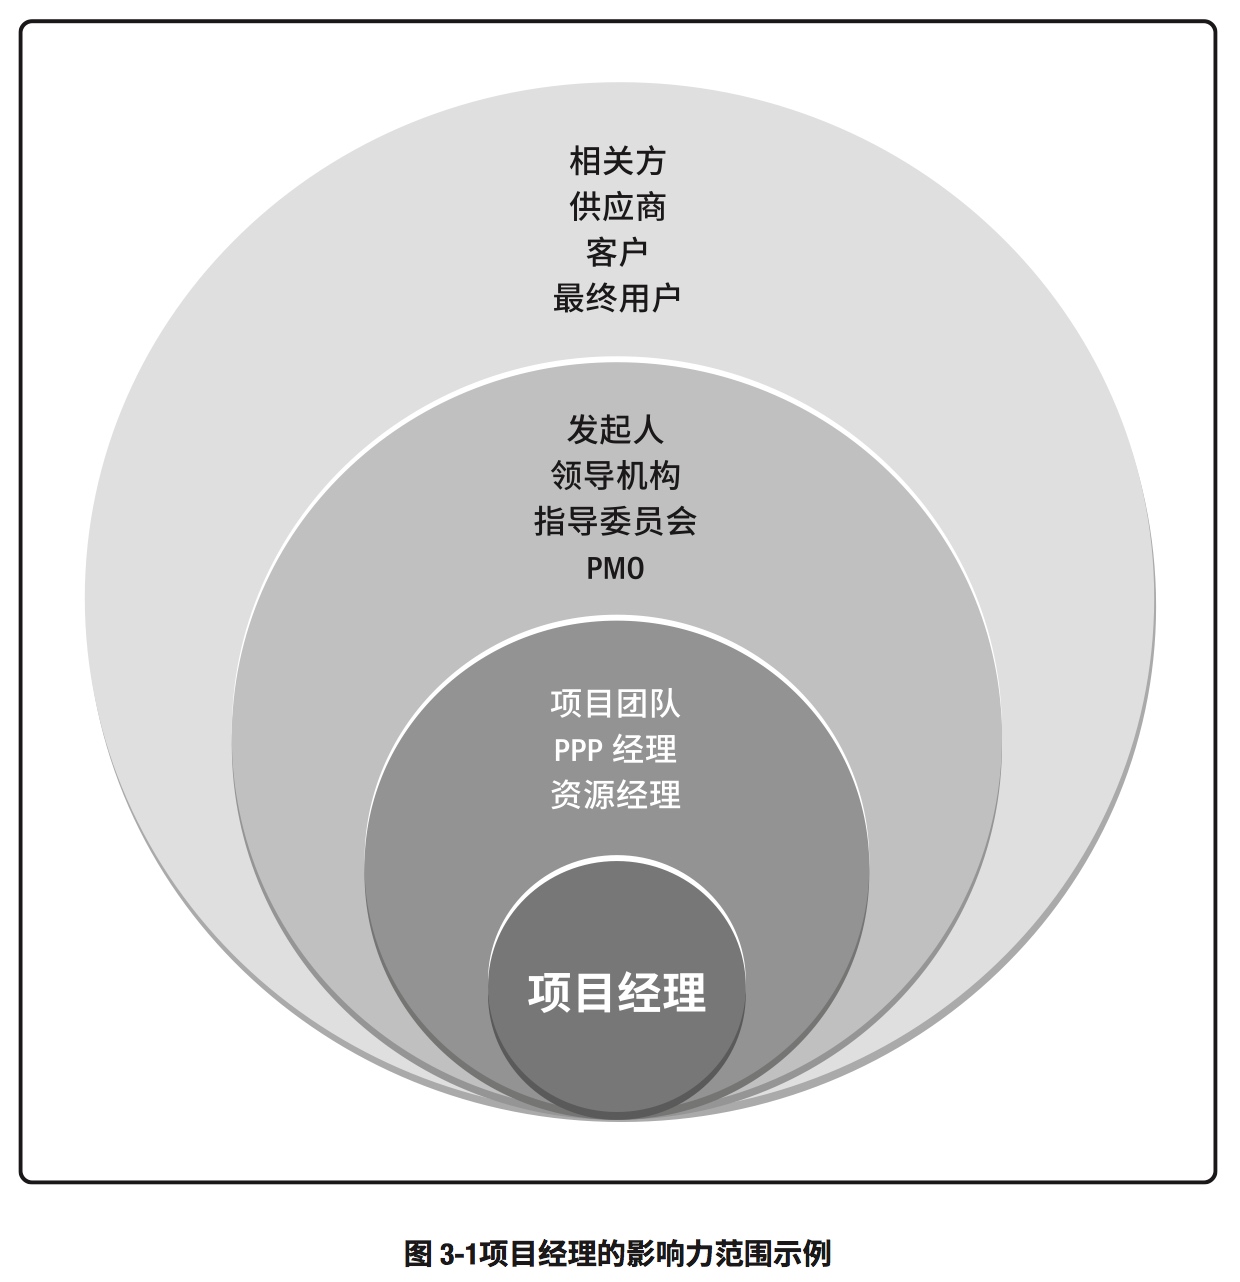 相关方
供应商
客户
最终用户
发起人
领导机构
指导委员会
PMO
项目团队
PPP 经理
资源经理
项目经理
图 3-1项目经理的影响力范围示例